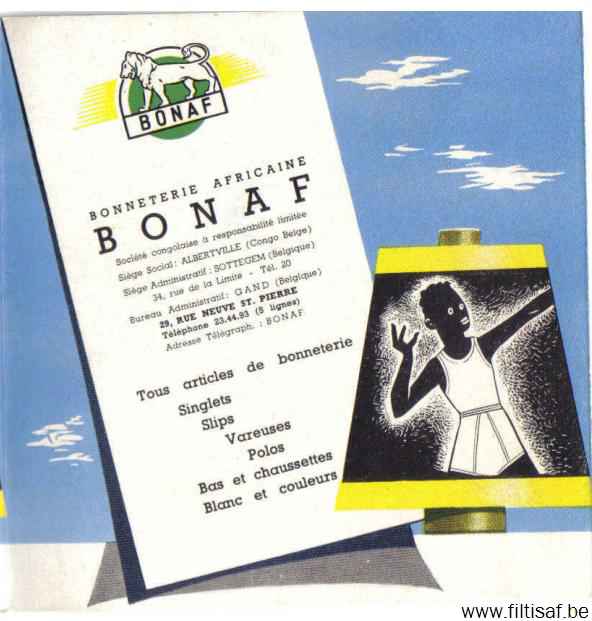 BONAF
BONNETERIE AFRICAINE
BONAF
Société congolaise à responsabilité limitée
Siège Social : ALBERTVILLE (Congo Belge)
Siège Administratif : SOTTEGEM (Belgique)
34, rue de la Limite - Tél. 20
Bureau Administratif : GAND (Belgique)
29, RUE NEUVE ST. PIERRE
Téléphone 23.44.93 (5 lignes)
Adresse Télégraph. : BONAF
Tous articles de bonneterie
Singlets
Slips
Vareuses
Polos
Bas et chaussettes
Blanc et couleurs
www.filtisaf.be